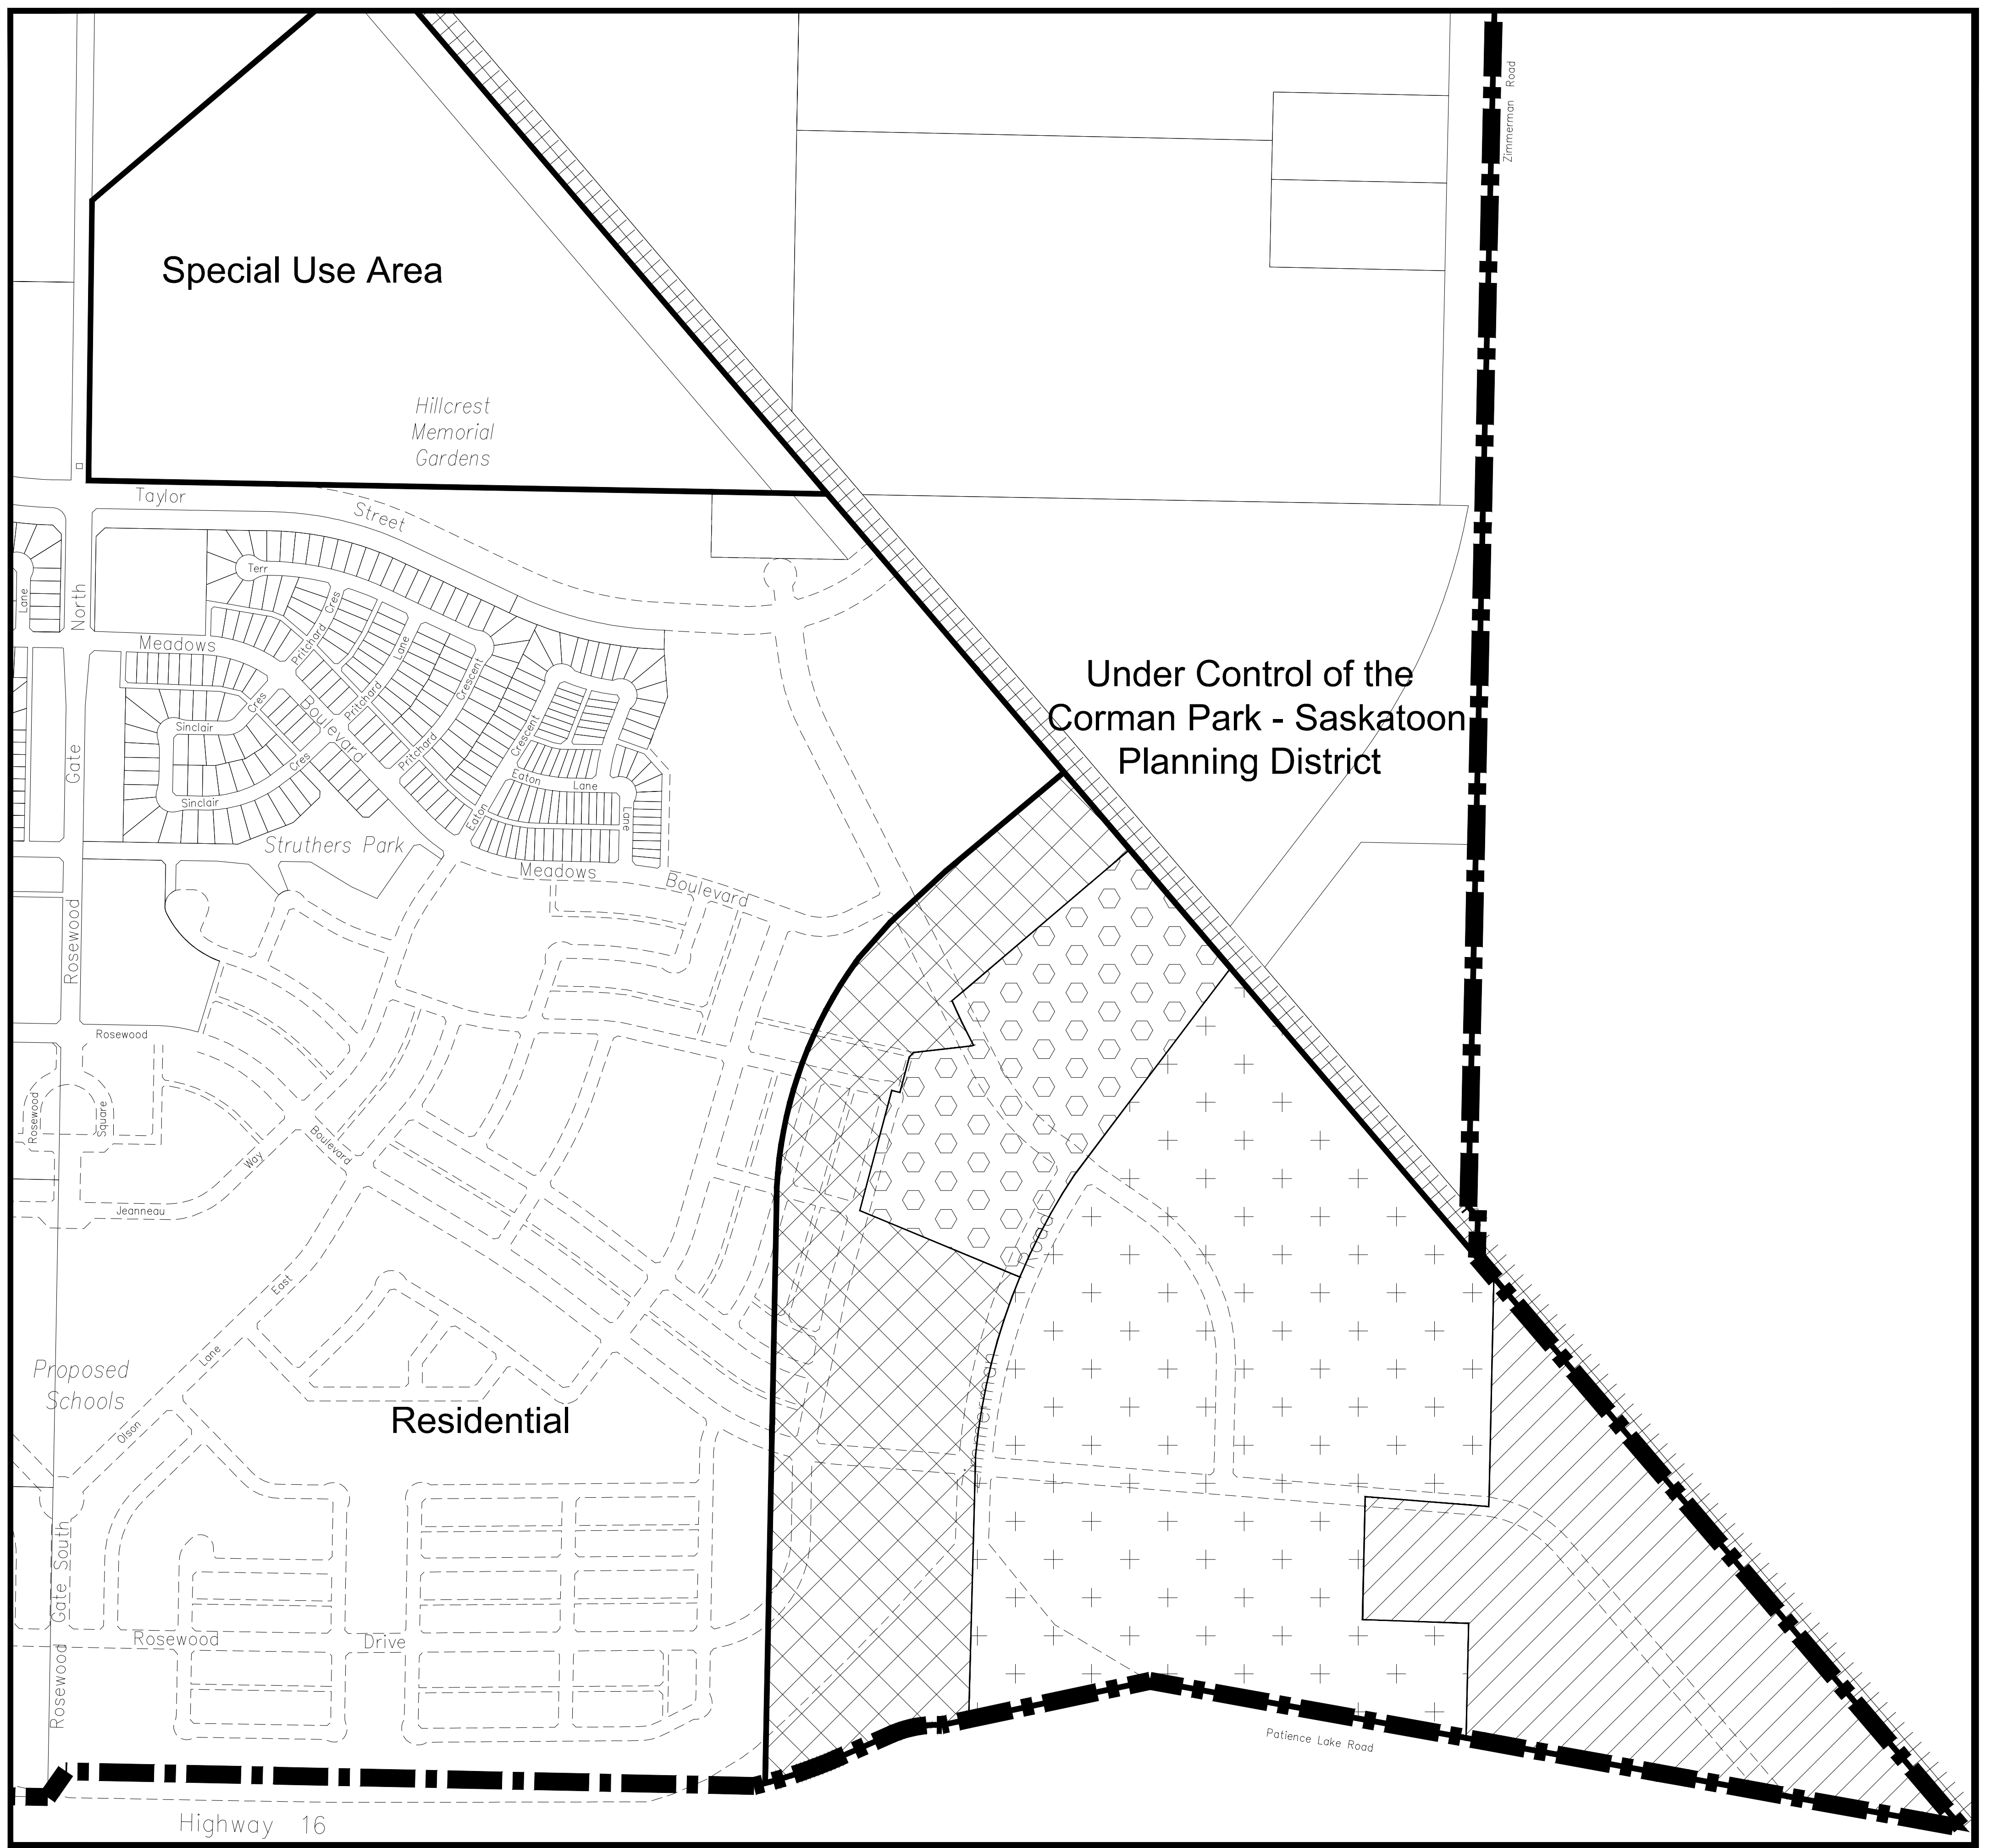 Zimmerman Road
Special Use Area
Hillcrest
Memorial
Gardens
Taylor
Street
Terr
Lane
North
Pritchard Cres
Lane
Meadows
Pritchard
Crescent
Under Control of the
Corman Park - Saskatoon
Planning District
Cres
Boulevard
Sinclair
Pritchard
Crescent
Gate
Cres
Eaton
Lane
Sinclair
Eaton
Lane
Struthers Park
Meadows
Boulevard
Rosewood
Rosewood
Rosewood
Square
Boulevard
Way
Jeanneau
Road
East
Lane
Proposed
Schools
Zimmerman
Residential
Olson
Rosewood Gate South
Rosewood
Drive
Patience Lake Road
Highway 16